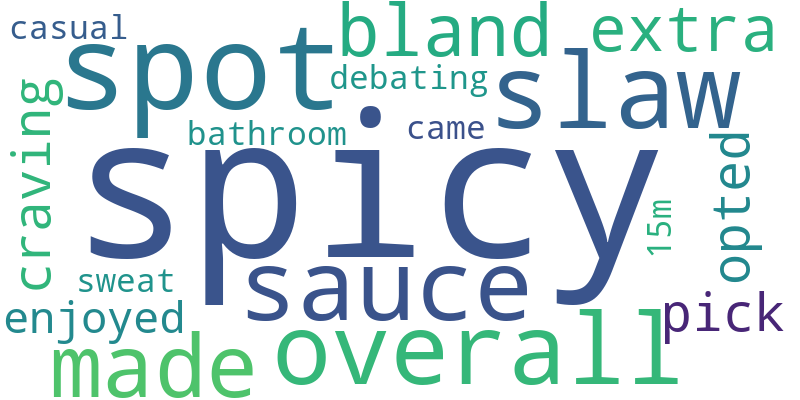 casual
spot
bland
extra
debating
slaw
craving
bathroom
came
spicy
opted
15m
sweat
sauce
enjoyed
pick
made
overall